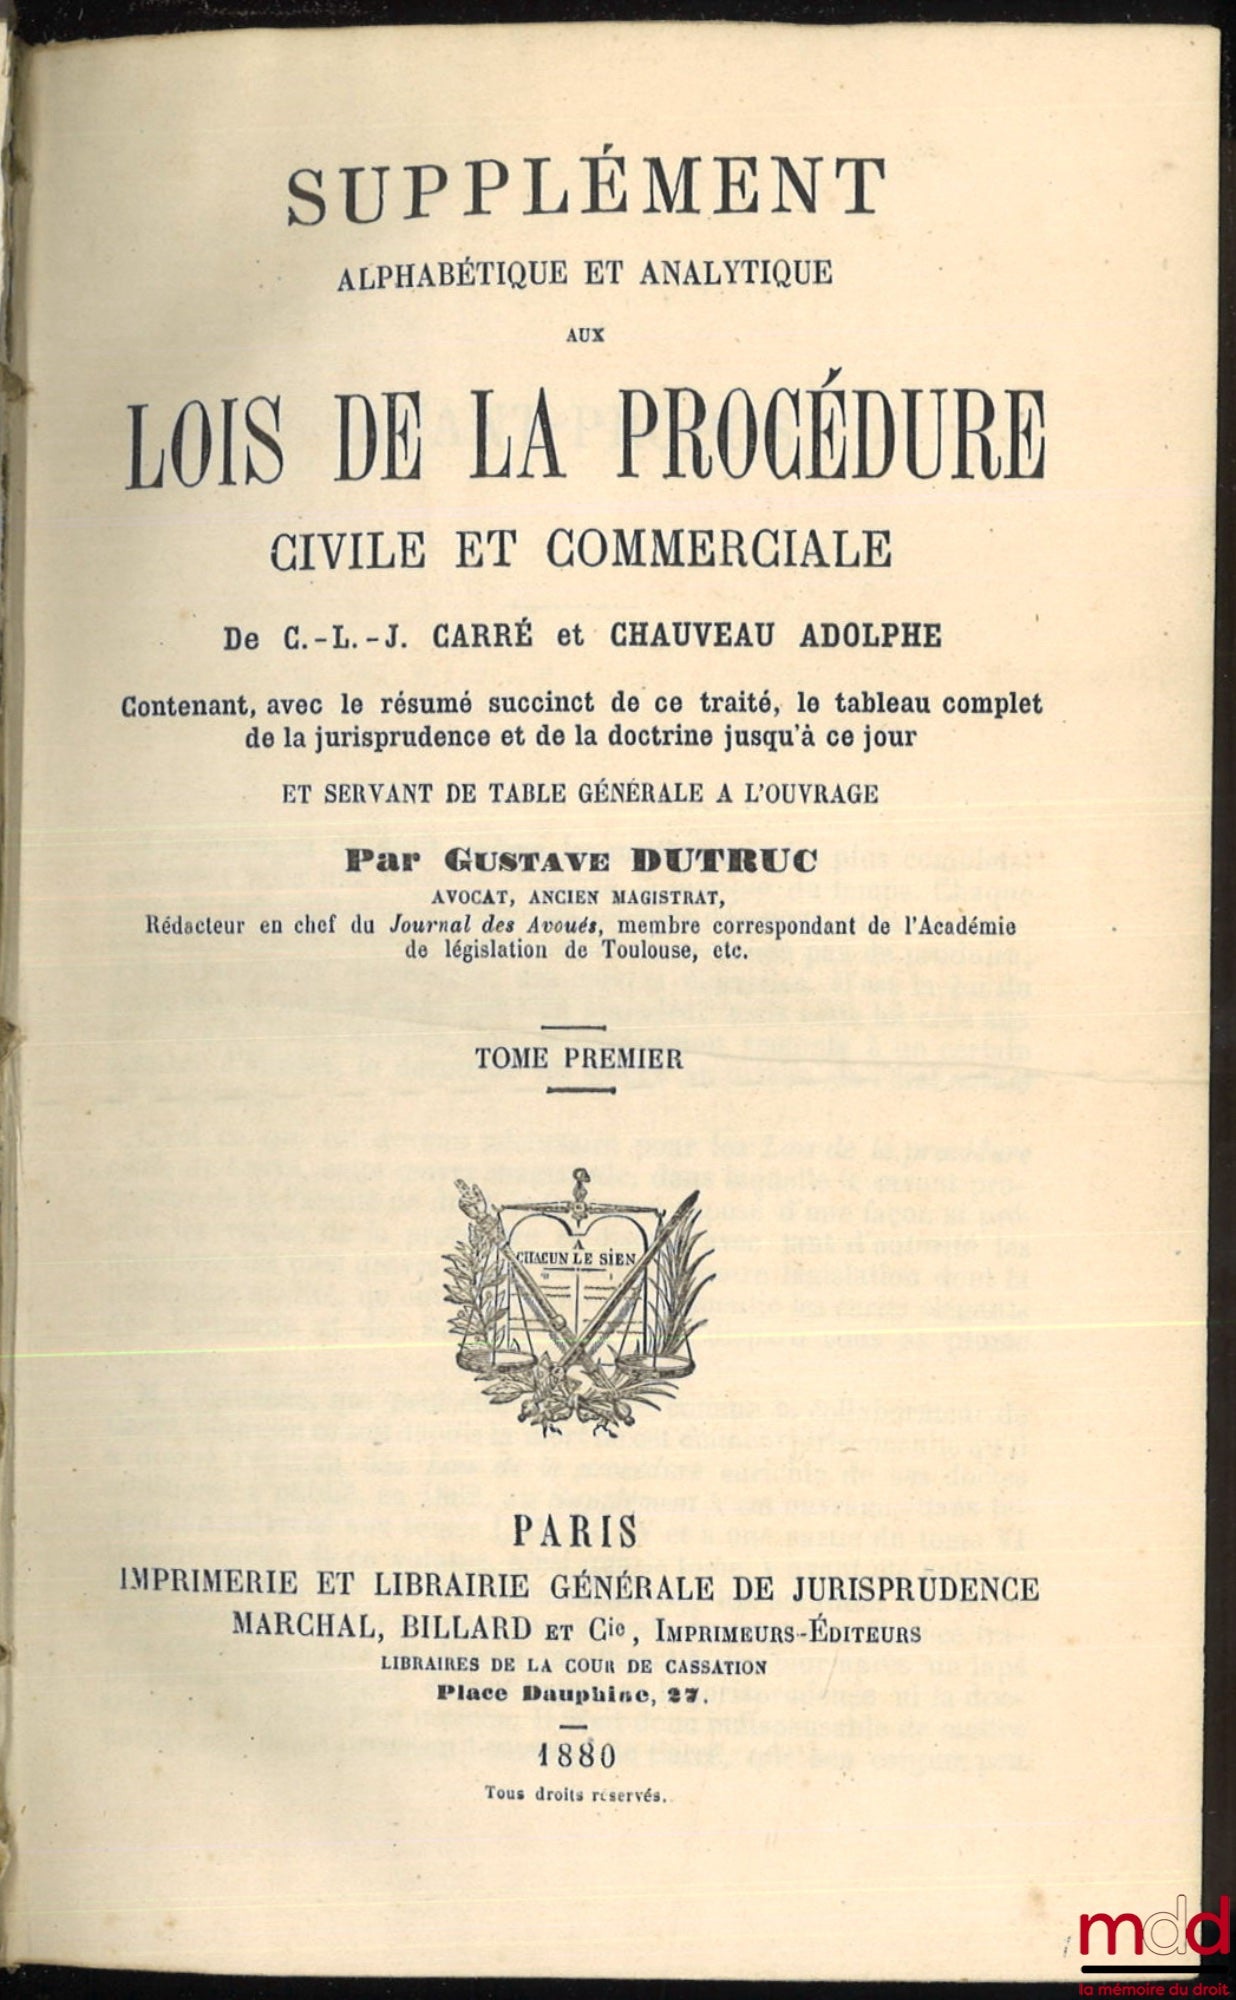 SUPPLÉMENT
ALPHABÉTIQUE ET ANALYTIQUE
AUX
LOIS DE LA PROCÉDURE
CIVILE ET COMMERCIALE
De C.-L.-J. CARRÉ et CHAUVEAU ADOLPHE
Contenant, avec le résumé succinct de ce traité, le tableau complet
de la jurisprudence et de la doctrine jusqu'à ce jour
ET SERVANT DE TABLE GÉNÉRALE A L'OUVRAGE
Par GUSTAVE DUTRUC
AVOCAT, ANCIEN MAGISTRAT,
Rédacteur en chef du Journal des Avoués, membre correspondant de l'Académie
de législation de Toulouse, etc.
TOME PREMIER
A
CHACUN LE SIEN
PARIS
IMPRIMERIE ET LIBRAIRIE GÉNÉRALE DE JURISPRUDENCE
MARCHAL, BILLARD ET Cie, IMPRIMEURS-ÉDITEURS
LIBRAIRES DE LA COUR DE CASSATION
Place Dauphine, 27.
1880
Tous droits réservés.
mdd
la mémoire du droit